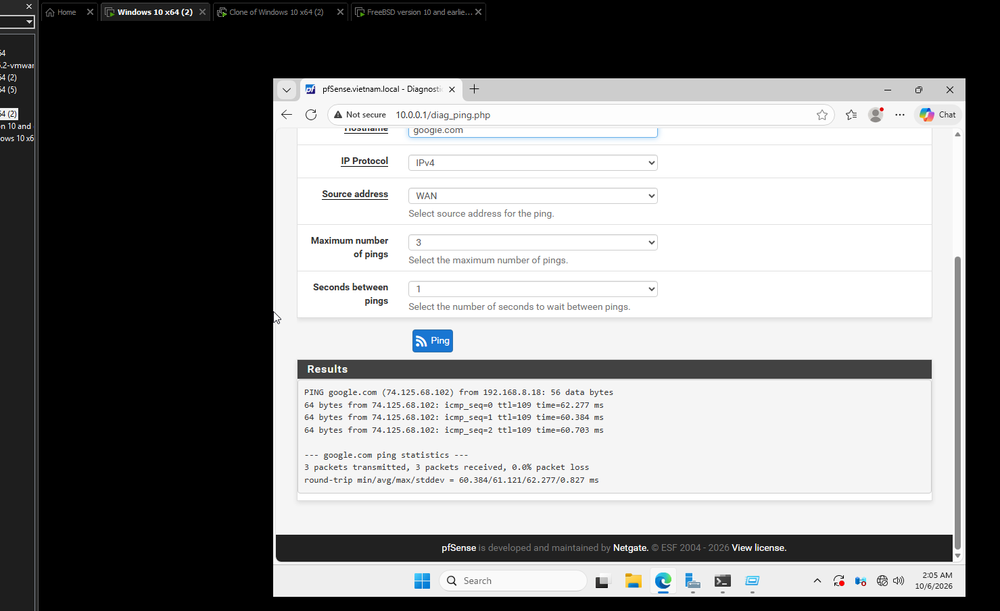 Home
Windows 10 x64 (2)
Clone of Windows 10 x64 (2)
FreeBSD version 10 and earlie...
64
.2-vmwar
64 (2)
64 (5)
64 (2)
n 10 and
ows 10 x6
pfSense.vietnam.local - Diagnosti
Not secure
10.0.0.1/diag_ping.php
Chat
Hostname
google.com
IP Protocol
IPv4
Source address
WAN
Select source address for the ping.
Maximum number
of pings
3
Select the maximum number of pings.
Seconds between
pings
1
Select the number of seconds to wait between pings.
Ping
Results
PING google.com (74.125.68.102) from 192.168.8.18: 56 data bytes
64 bytes from 74.125.68.102: icmp_seq=0 ttl=109 time=62.277 ms
64 bytes from 74.125.68.102: icmp_seq=1 ttl=109 time=60.384 ms
64 bytes from 74.125.68.102: icmp_seq=2 ttl=109 time=60.703 ms
--- google.com ping statistics ---
3 packets transmitted, 3 packets received, 0.0% packet loss
round-trip min/avg/max/stddev = 60.384/61.121/62.277/0.827 ms
pfSense is developed and maintained by Netgate. © ESF 2004 - 2026 View license.
Search
2:05 AM
10/6/2026